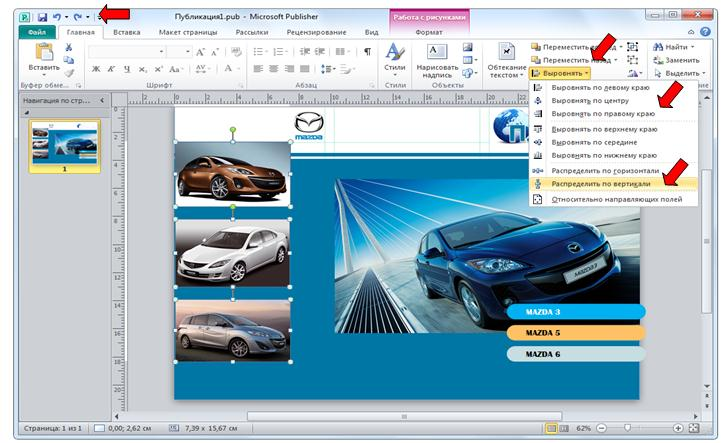 Публикация1.pub - Microsoft Publisher
Работа с рисунками
Файл Главная Вставка Макет страницы Рассылки Рецензирование Вид Формат
Вставить
Ж К Ч
Стили
Нарисовать надпись
Обтекание текстом
Переместить
Переместить назад
Выровнять
Найти
Заменить
Выделить
Буфер обме...
Шрифт
Абзац
Стили
Объекты
Выровнять по левому краю
Выровнять по центру
Выровнять по правому краю
Выровнять по верхнему краю
Выровнять по середине
Выровнять по нижнему краю
Распределить по горизонтали
Распределить по вертикали
Относительно направляющих полей
Навигация по стр...
1
mazda
MAZDA3
MAZDA 3
MAZDA 5
MAZDA 6
Страница: 1 из 1
0,00; 2,62 см
7,39 x 15,67 см
62%